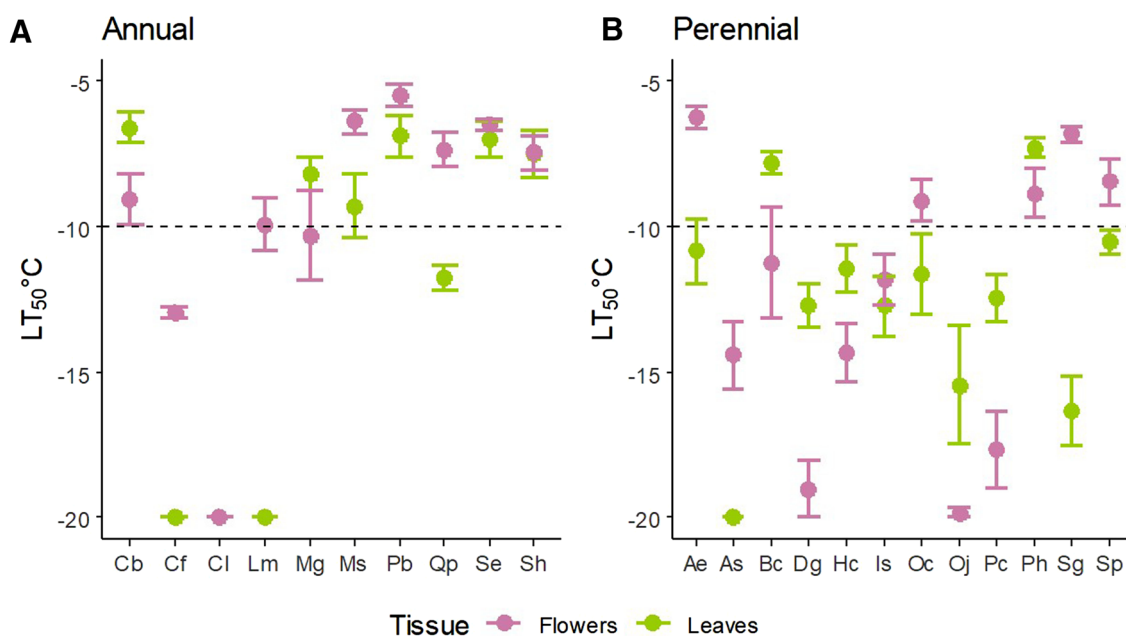 A Annual
B Perennial
LT50°C
-5
-10
-15
-20
Cb Cf Cl Lm Mg Ms Pb Qp Se Sh
LT50°C
-5
-10
-15
-20
Ae As Bc Dg Hc Is Oc Oj Pc Ph Sg Sp
Tissue Flowers Leaves